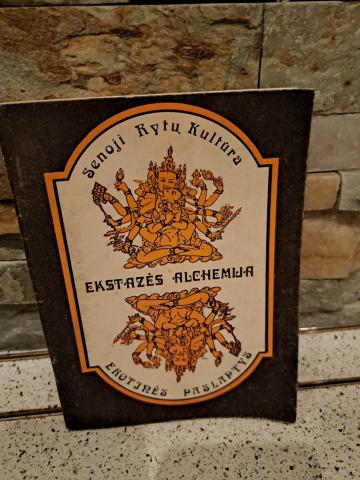 Senoji Rytų Kultūra
EKSTAZĖS ALCHEMIJA
EROTINĖS PASLAPTYS